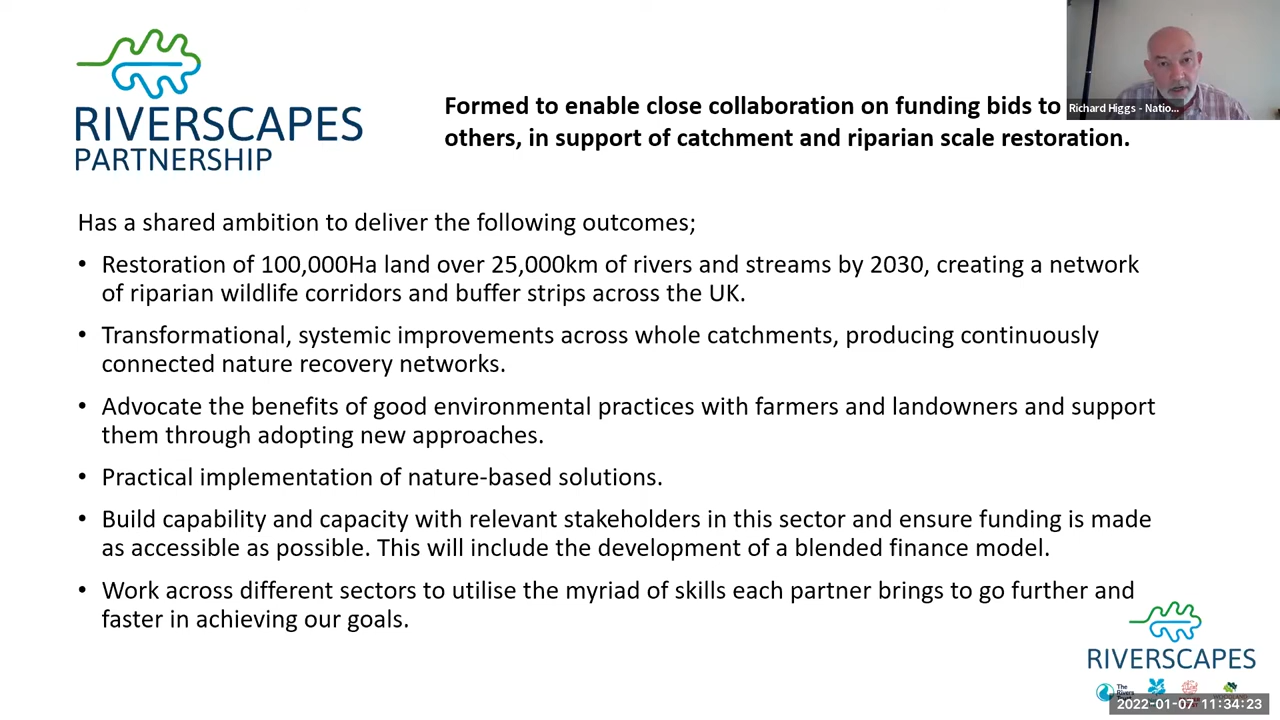 RIVERSCAPES
PARTNERSHIP
Formed to enable close collaboration on funding bids to
others, in support of catchment and riparian scale restoration.
Richard Higgs - Natio...
Has a shared ambition to deliver the following outcomes;
• Restoration of 100,000Ha land over 25,000km of rivers and streams by 2030, creating a network
of riparian wildlife corridors and buffer strips across the UK.
• Transformational, systemic improvements across whole catchments, producing continuously
connected nature recovery networks.
• Advocate the benefits of good environmental practices with farmers and landowners and support
them through adopting new approaches.
• Practical implementation of nature-based solutions.
• Build capability and capacity with relevant stakeholders in this sector and ensure funding is made
as accessible as possible. This will include the development of a blended finance model.
• Work across different sectors to utilise the myriad of skills each partner brings to go further and
faster in achieving our goals.
RIVERSCAPES
The
Rivers
2022-01-07 11:34:23